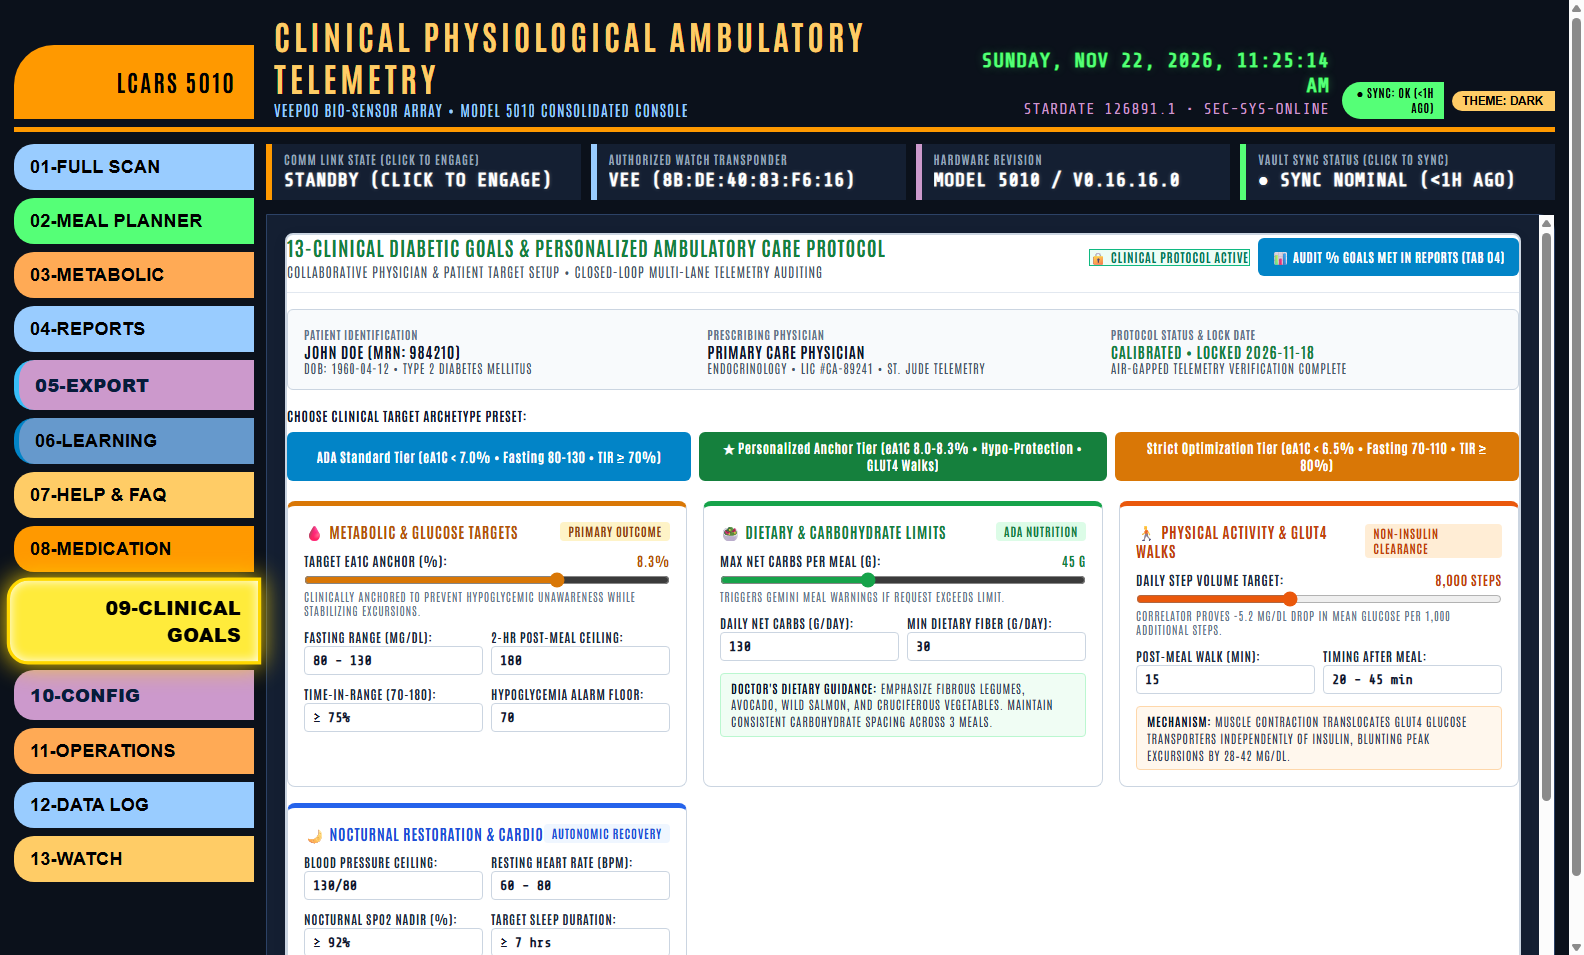 LCARS 5010
CLINICAL PHYSIOLOGICAL AMBULATORY
TELEMETRY
VEEPOO BIO-SENSOR ARRAY • MODEL 5010 CONSOLIDATED CONSOLE
SUNDAY, NOV 22, 2026, 11:25:14
AM
STARDATE 126891.1 · SEC-SYS-ONLINE
● SYNC: OK (<1H
AGO)
THEME: DARK
01-FULL SCAN
02-MEAL PLANNER
03-METABOLIC
04-REPORTS
05-EXPORT
06-LEARNING
07-HELP & FAQ
08-MEDICATION
09-CLINICAL
GOALS
10-CONFIG
11-OPERATIONS
12-DATA LOG
13-WATCH
COMM LINK STATE (CLICK TO ENGAGE)
STANDBY (CLICK TO ENGAGE)
AUTHORIZED WATCH TRANSPONDER
VEE (8B:DE:40:83:F6:16)
HARDWARE REVISION
MODEL 5010 / V0.16.16.0
VAULT SYNC STATUS (CLICK TO SYNC)
● SYNC NOMINAL (<1H AGO)
13-CLINICAL DIABETIC GOALS & PERSONALIZED AMBULATORY CARE PROTOCOL
COLLABORATIVE PHYSICIAN & PATIENT TARGET SETUP • CLOSED-LOOP MULTI-LANE TELEMETRY AUDITING
🔒 CLINICAL PROTOCOL ACTIVE
📊 AUDIT % GOALS MET IN REPORTS (TAB 04)
PATIENT IDENTIFICATION
JOHN DOE (MRN: 984210)
DOB: 1960-04-12 • TYPE 2 DIABETES MELLITUS
PRESCRIBING PHYSICIAN
PRIMARY CARE PHYSICIAN
ENDOCRINOLOGY • LIC #CA-89241 • ST. JUDE TELEMETRY
PROTOCOL STATUS & LOCK DATE
CALIBRATED • LOCKED 2026-11-18
AIR-GAPPED TELEMETRY VERIFICATION COMPLETE
CHOOSE CLINICAL TARGET ARCHETYPE PRESET:
ADA Standard Tier (eA1C < 7.0% • Fasting 80-130 • TIR ≥ 70%)
★ Personalized Anchor Tier (eA1C 8.0-8.3% • Hypo-Protection •
GLUT4 Walks)
Strict Optimization Tier (eA1C < 6.5% • Fasting 70-110 • TIR ≥
80%)
🩸 METABOLIC & GLUCOSE TARGETS
PRIMARY OUTCOME
TARGET EA1C ANCHOR (%):
8.3%
CLINICALLY ANCHORED TO PREVENT HYPOGLYCEMIC UNAWARENESS WHILE
STABILIZING EXCURSIONS.
FASTING RANGE (MG/DL):
2-HR POST-MEAL CEILING:
80 - 130
180
TIME-IN-RANGE (70-180):
HYPOGLYCEMIA ALARM FLOOR:
≥ 75%
70
🥗 DIETARY & CARBOHYDRATE LIMITS
ADA NUTRITION
MAX NET CARBS PER MEAL (G):
45 G
TRIGGERS GEMINI MEAL WARNINGS IF REQUEST EXCEEDS LIMIT.
DAILY NET CARBS (G/DAY):
MIN DIETARY FIBER (G/DAY):
130
30
DOCTOR'S DIETARY GUIDANCE: EMPHASIZE FIBROUS LEGUMES,
AVOCADO, WILD SALMON, AND CRUCIFEROUS VEGETABLES. MAINTAIN
CONSISTENT CARBOHYDRATE SPACING ACROSS 3 MEALS.
🚶 PHYSICAL ACTIVITY & GLUT4
WALKS
NON-INSULIN
CLEARANCE
DAILY STEP VOLUME TARGET:
8,000 STEPS
CORRELATOR PROVES -5.2 MG/DL DROP IN MEAN GLUCOSE PER 1,000
ADDITIONAL STEPS.
POST-MEAL WALK (MIN):
TIMING AFTER MEAL:
15
20 - 45 min
MECHANISM: MUSCLE CONTRACTION TRANSLOCATES GLUT4 GLUCOSE
TRANSPORTERS INDEPENDENTLY OF INSULIN, BLUNTING PEAK
EXCURSIONS BY 28-42 MG/DL.
🌙 NOCTURNAL RESTORATION & CARDIO
AUTONOMIC RECOVERY
BLOOD PRESSURE CEILING:
RESTING HEART RATE (BPM):
130/80
60 - 80
NOCTURNAL SPO2 NADIR (%):
TARGET SLEEP DURATION:
≥ 92%
≥ 7 hrs